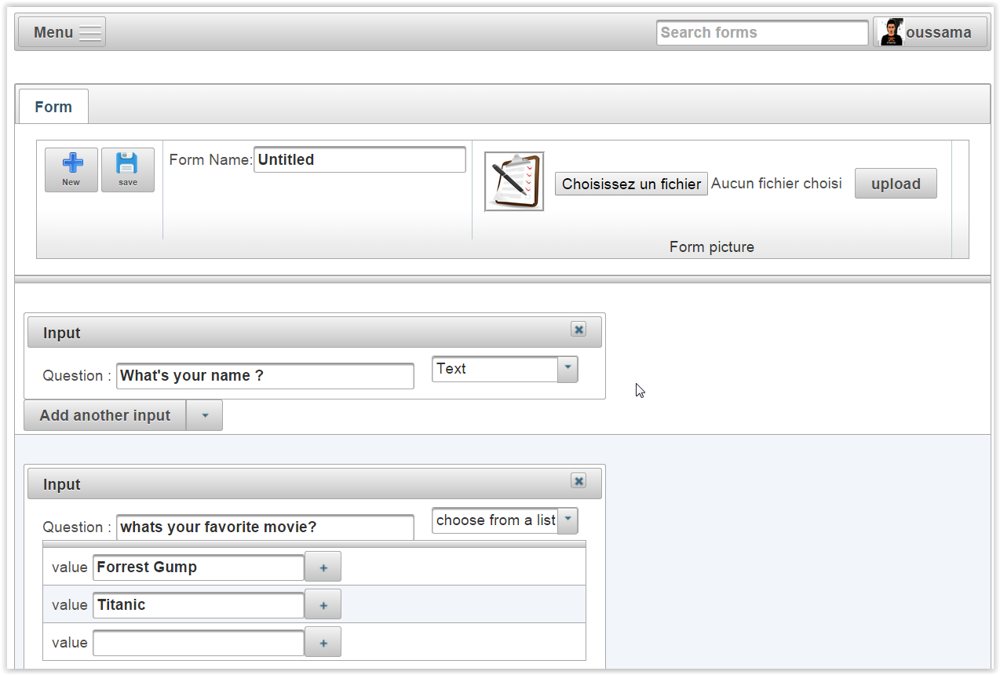 Menu Search forms oussama
Form
New save Form Name: Untitled Choisissez un fichier Aucun fichier choisi upload
Form picture
Input
Question : What's your name ? Text
Add another input
Input
Question : whats your favorite movie? choose from a list
value Forrest Gump +
value Titanic +
value +